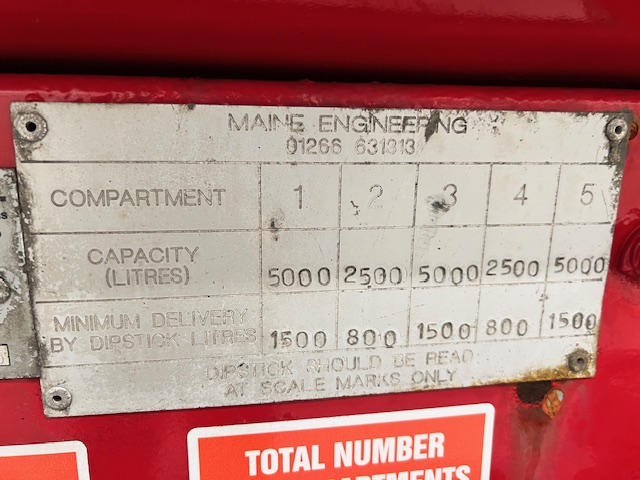 MAINE ENGINEERING
01266 631313
COMPARTMENT 1 2 3 4 5
CAPACITY (LITRES) 5000 2500 5000 2500 5000
MINIMUM DELIVERY BY DIPSTICK LITRES 1500 800 1500 800 1500
DIPSTICK SHOULD BE READ
AT SCALE MARKS ONLY
TOTAL NUMBER